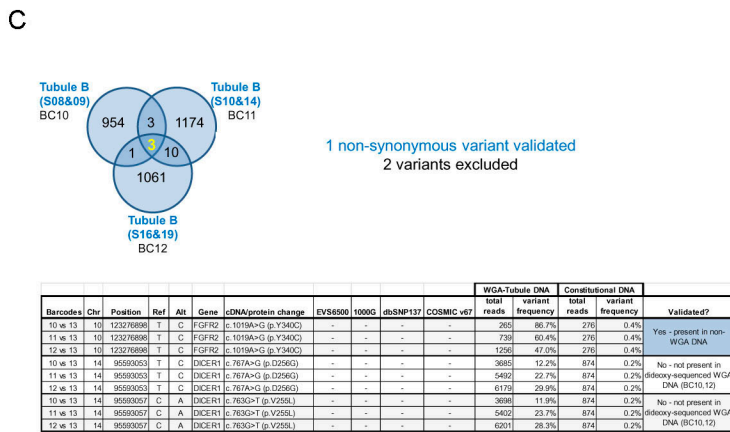 C
Tubule B
(S08&09)
BC10
Tubule B
(S10&14)
BC11
954
3
1174
3
1
10
1061
Tubule B
(S16&19)
BC12
1 non-synonymous variant validated
2 variants excluded
WGA-Tubule DNA Constitutional DNA
Barcodes Chr Position Ref Alt Gene cDNA/protein change EVS6500 1000G dbSNP137 COSMIC v67 total reads variant frequency total reads variant frequency Validated?
10 vs 13 10 123276898 T C FGFR2 c.1019A>G (p.Y340C) - - - - 265 86.7% 276 0.4%
11 vs 13 10 123276898 T C FGFR2 c.1019A>G (p.Y340C) - - - - 739 60.4% 276 0.4%
12 vs 13 10 123276898 T C FGFR2 c.1019A>G (p.Y340C) - - - - 1256 47.0% 276 0.4%
Yes - present in non-
WGA DNA
10 vs 13 14 95593053 T C DICER1 c.767A>G (p.D256G) - - - - 3685 12.2% 874 0.2%
11 vs 13 14 95593053 T C DICER1 c.767A>G (p.D256G) - - - - 5492 22.7% 874 0.2%
12 vs 13 14 95593053 T C DICER1 c.767A>G (p.D256G) - - - - 6179 29.9% 874 0.2%
No - not present in
dideoxy-sequenced WGA
DNA (BC10,12)
10 vs 13 14 95593057 C A DICER1 c.763G>T (p.V255L) - - - - 3698 11.9% 874 0.2%
11 vs 13 14 95593057 C A DICER1 c.763G>T (p.V255L) - - - - 5402 23.7% 874 0.2%
12 vs 13 14 95593057 C A DICER1 c.763G>T (p.V255L) - - - - 6201 28.3% 874 0.2%
No - not present in
dideoxy-sequenced WGA
DNA (BC10,12)